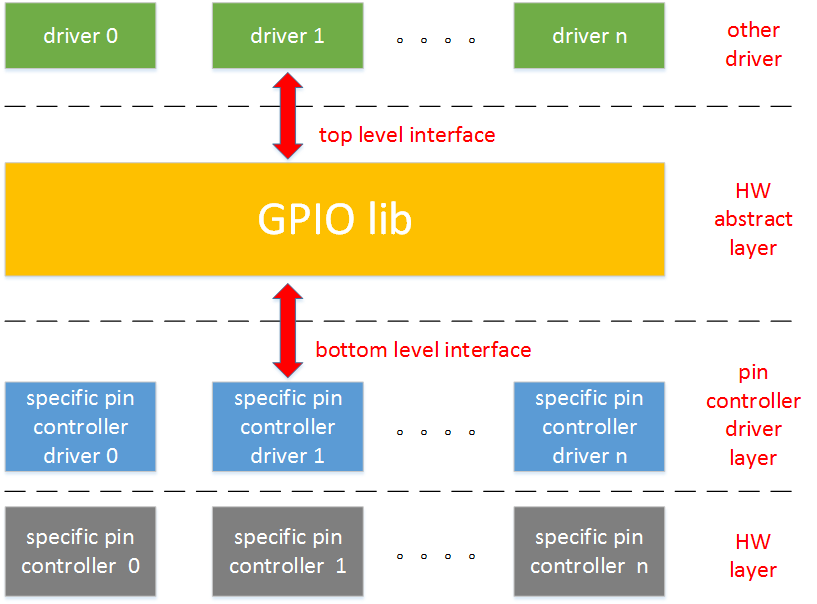 driver 0
driver 1
。。。。
driver n
other
driver
top level interface
GPIO lib
HW
abstract
layer
bottom level interface
specific pin
controller
driver 0
specific pin
controller
driver 1
。。。。
specific pin
controller
driver n
pin
controller
driver
layer
specific pin
controller 0
specific pin
controller 1
。。。。
specific pin
controller n
HW
layer